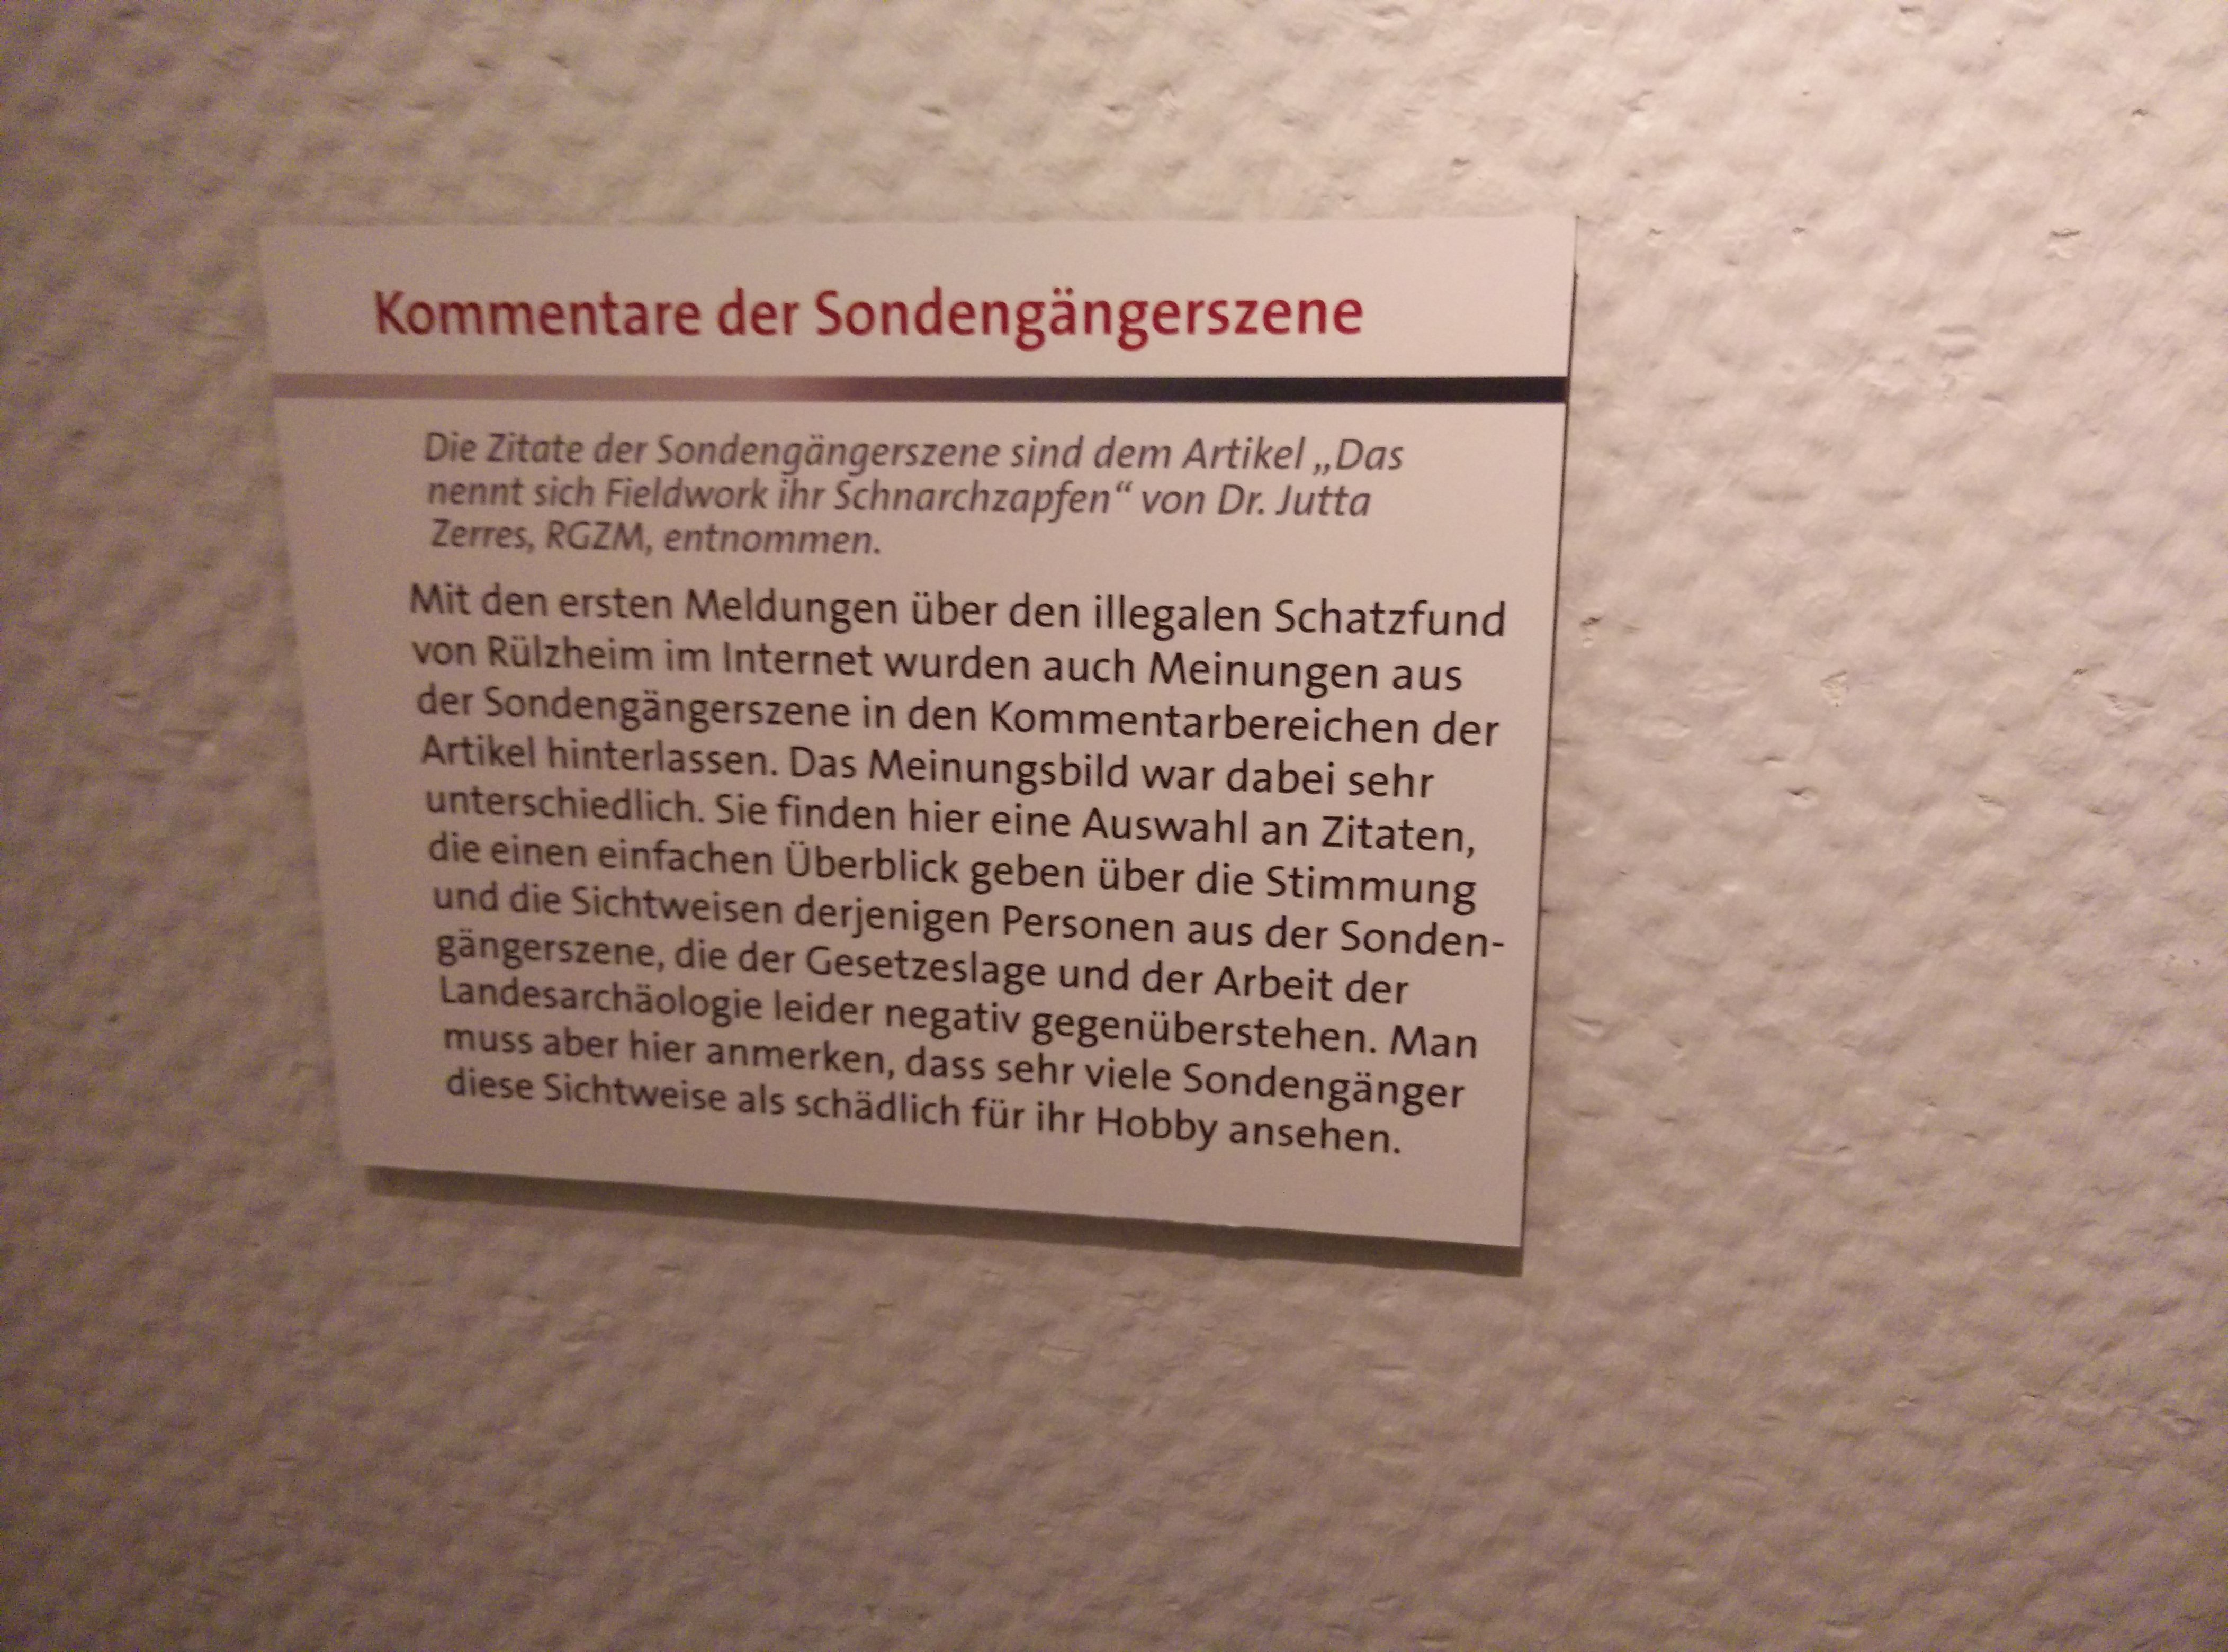 Kommentare der Sondengängerszene
Die Zitate der Sondengängerszene sind dem Artikel „Das
nennt sich Fieldwork ihr Schnarchzapfen“ von Dr. Jutta
Zerres, RGZM, entnommen.
Mit den ersten Meldungen über den illegalen Schatzfund
von Rülzheim im Internet wurden auch Meinungen aus
der Sondengängerszene in den Kommentarbereichen der
Artikel hinterlassen. Das Meinungsbild war dabei sehr
unterschiedlich. Sie finden hier eine Auswahl an Zitaten,
die einen einfachen Überblick geben über die Stimmung
und die Sichtweisen derjenigen Personen aus der Sonden-
gängerszene, die der Gesetzeslage und der Arbeit der
Landesarchäologie leider negativ gegenüberstehen. Man
muss aber hier anmerken, dass sehr viele Sondengänger
diese Sichtweise als schädlich für ihr Hobby ansehen.